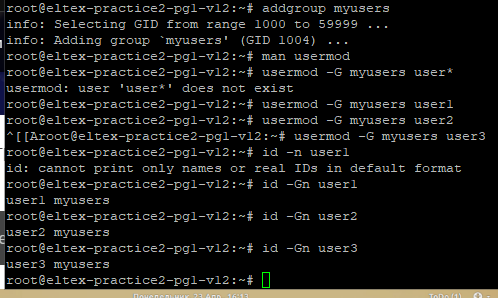 root@eltex-practice2-pg1-v12:~# addgroup myusers
info: Selecting GID from range 1000 to 59999 ...
info: Adding group `myusers' (GID 1004) ...
root@eltex-practice2-pg1-v12:~# man usermod
root@eltex-practice2-pg1-v12:~# usermod -G myusers user*
usermod: user 'user*' does not exist
root@eltex-practice2-pg1-v12:~# usermod -G myusers user1
root@eltex-practice2-pg1-v12:~# usermod -G myusers user2
^[[Aroot@eltex-practice2-pg1-v12:~# usermod -G myusers user3
root@eltex-practice2-pg1-v12:~# id -n user1
id: cannot print only names or real IDs in default format
root@eltex-practice2-pg1-v12:~# id -Gn user1
user1 myusers
root@eltex-practice2-pg1-v12:~# id -Gn user2
user2 myusers
root@eltex-practice2-pg1-v12:~# id -Gn user3
user3 myusers
root@eltex-practice2-pg1-v12:~#